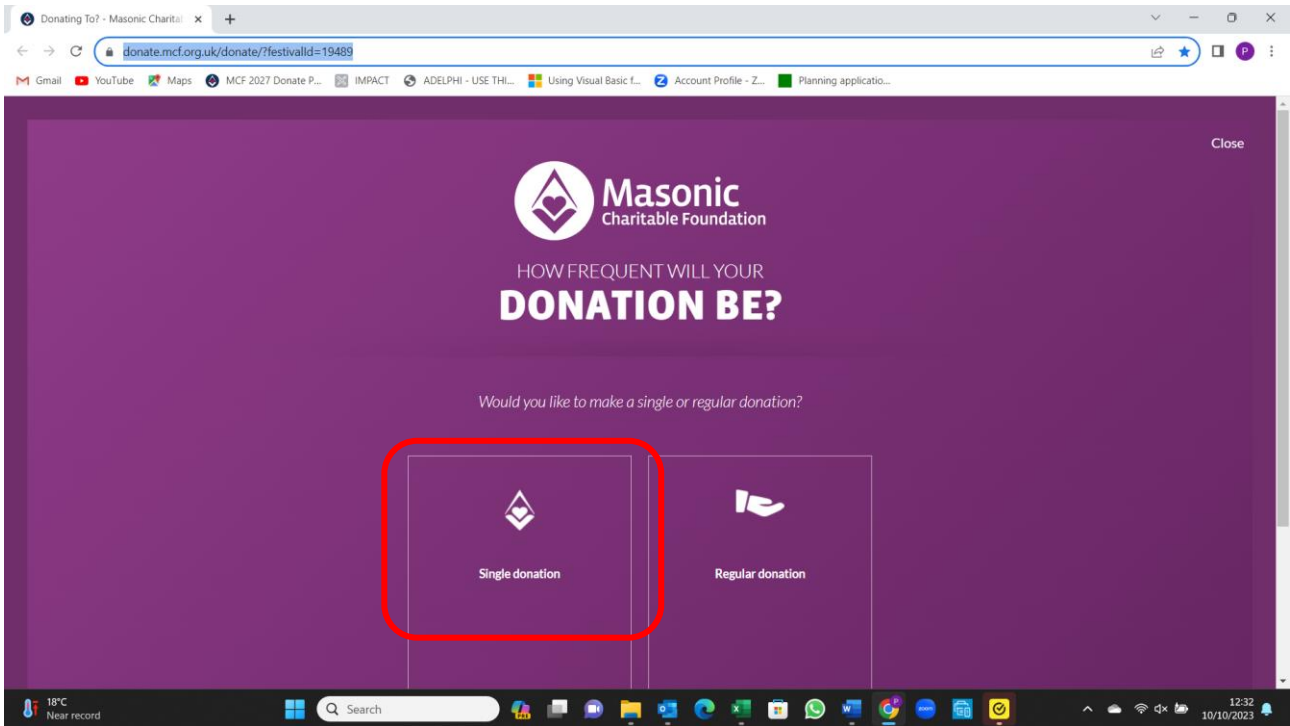 Donating To? - Masonic Charital
donate.mcf.org.uk/donate/?festivalId=19489
P
Gmail YouTube Maps MCF 2027 Donate P... IMPACT ADELPHI - USE THI... Using Visual Basic f... Account Profile - Z... Planning applicatio...
Close
Masonic
Charitable Foundation
HOW FREQUENT WILL YOUR
DONATION BE?
Would you like to make a single or regular donation?
Single donation Regular donation
18°C
Near record
Search
zoom
12:32
10/10/2023